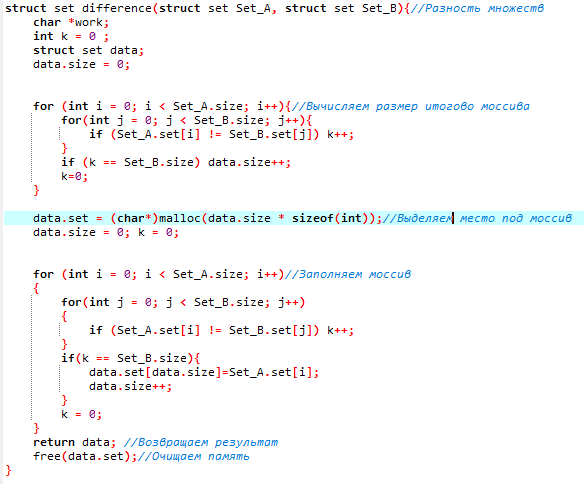 struct set difference(struct set Set_A, struct set Set_B){//Разность множеств
    char *work;
    int k = 0 ;
    struct set data;
    data.size = 0;
    for (int i = 0; i < Set_A.size; i++){//Вычисляем размер итогово моссива
        for(int j = 0; j < Set_B.size; j++){
            if (Set_A.set[i] != Set_B.set[j]) k++;
        }
        if (k == Set_B.size) data.size++;
        k=0;
    }
    data.set = (char*)malloc(data.size * sizeof(int));//Выделяем место под моссив
    data.size = 0; k = 0;
    for (int i = 0; i < Set_A.size; i++)//Заполняем моссив
    {
        for(int j = 0; j < Set_B.size; j++)
        {
            if (Set_A.set[i] != Set_B.set[j]) k++;
        }
        if(k == Set_B.size){
            data.set[data.size]=Set_A.set[i];
            data.size++;
        }
        k = 0;
    }
    return data; //Возвращаем результат
    free(data.set);//Очищаем память
}